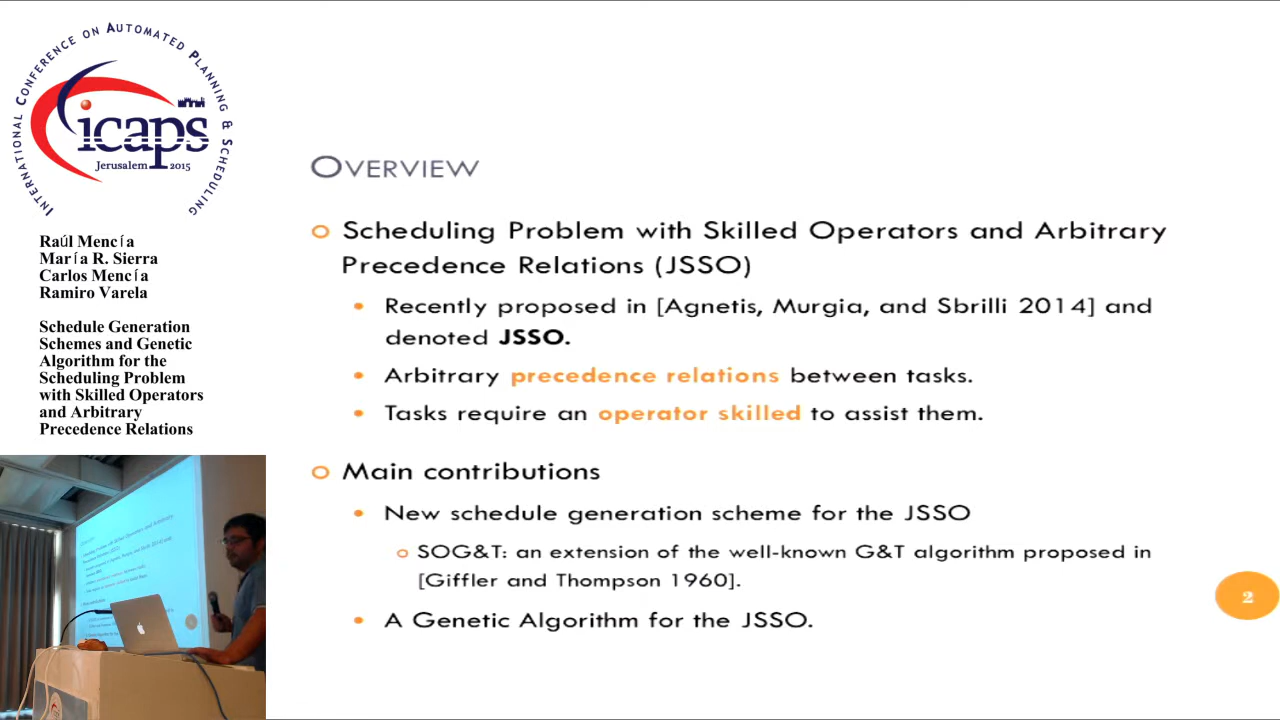 INTERNATIONAL CONFERENCE ON AUTOMATED PLANNING & SCHEDULING
icaps
Jerusalem 2015
Raúl Mencía
María R. Sierra
Carlos Mencía
Ramiro Varela
Schedule Generation
Schemes and Genetic
Algorithm for the
Scheduling Problem
with Skilled Operators
and Arbitrary
Precedence Relations
OVERVIEW
Scheduling Problem with Skilled Operators and Arbitrary
Precedence Relations (JSSO)
Recently proposed in [Agnetis, Murgia, and Sbrilli 2014] and
denoted JSSO.
Arbitrary precedence relations between tasks.
Tasks require an operator skilled to assist them.
Main contributions
New schedule generation scheme for the JSSO
SOG&T: an extension of the well-known G&T algorithm proposed in
[Giffler and Thompson 1960].
A Genetic Algorithm for the JSSO.
2